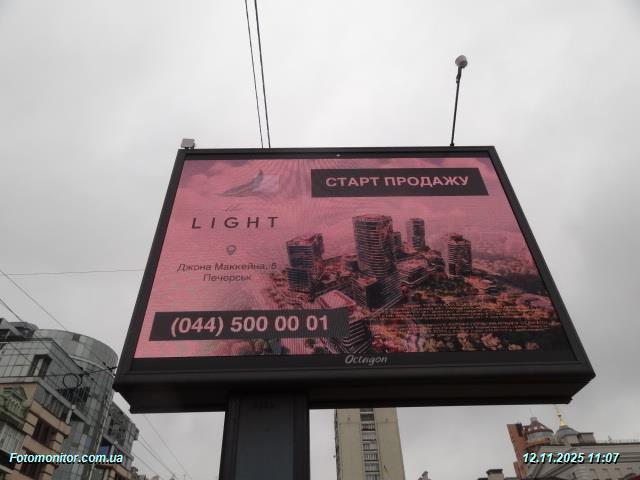 СТАРТ ПРОДАЖУ
the
LIGHT
Джона Маккейна, 5
Печерськ
(044) 500 00 01
Octagon
Fotomonitor.com.ua
12.11.2025 11:07